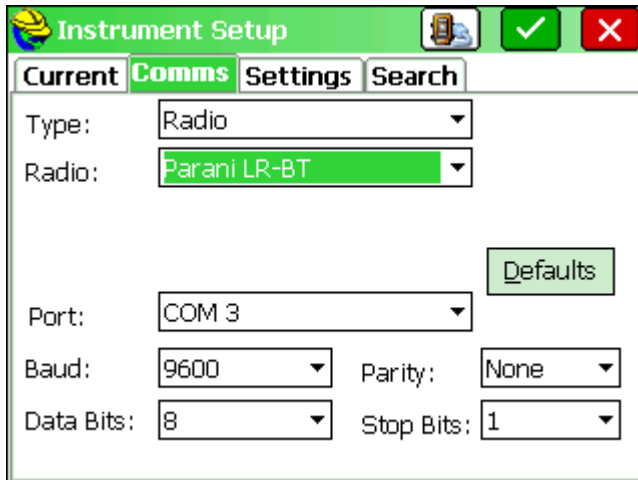 Instrument Setup
Current Comms Settings Search
Type: Radio
Radio: Parani LR-BT
Defaults
Port: COM 3
Baud: 9600 Parity: None
Data Bits: 8 Stop Bits: 1